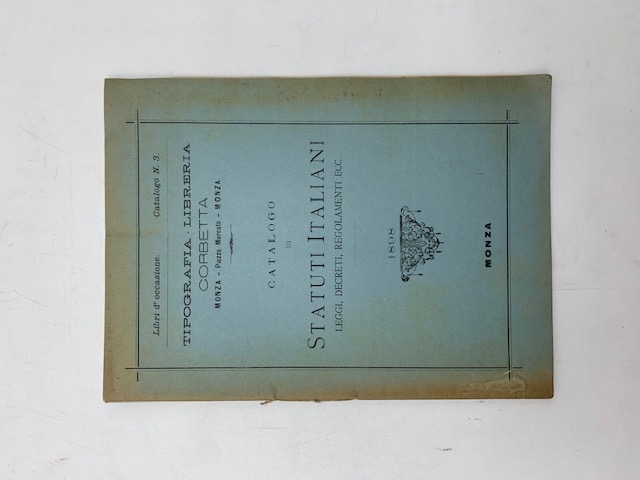 Libri d' occasione. Catalogo N. 3.
TIPOGRAFIA - LIBRERIA
CORBETTA
MONZA - Piazza Mercato - MONZA
CATALOGO
DI
STATUTI ITALIANI
LEGGI, DECRETI, REGOLAMENTI ECC.
1898
MONZA